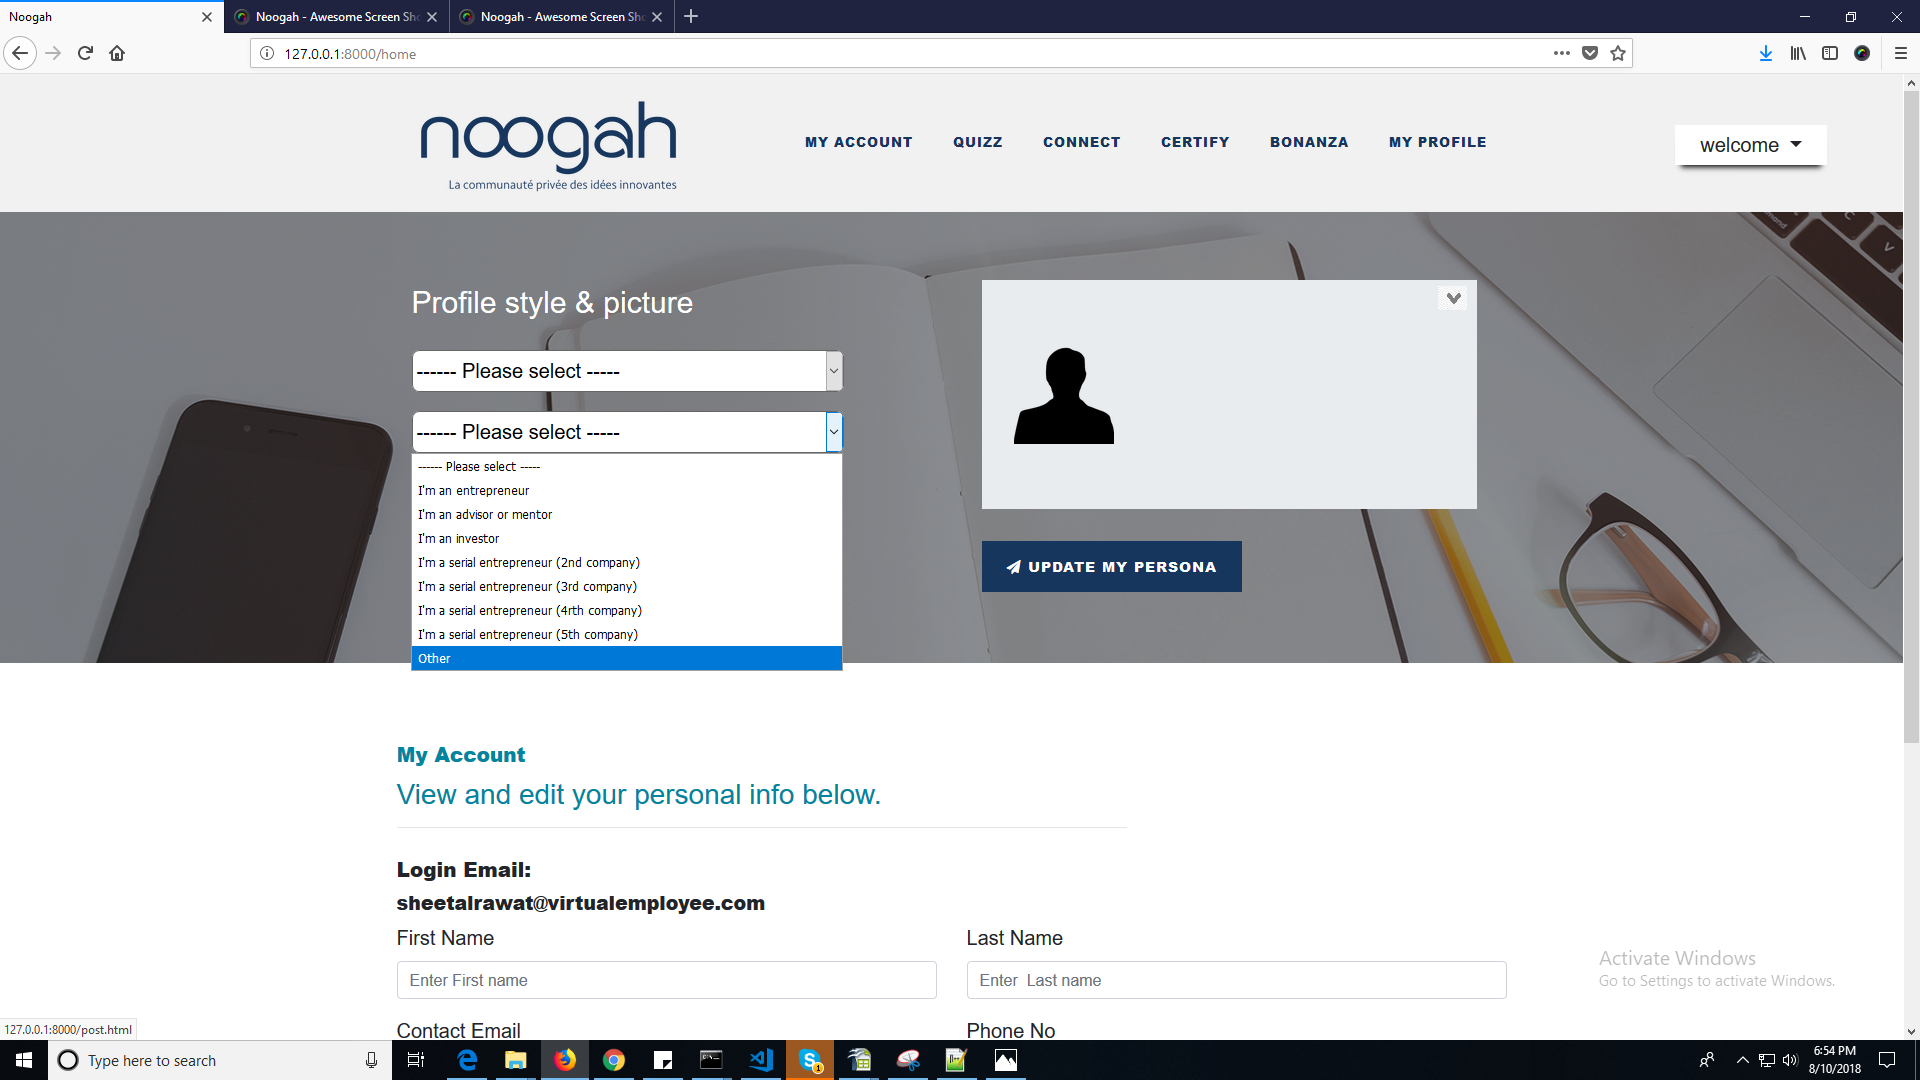 Noogah
Noogah - Awesome Screen Sh
Noogah - Awesome Screen Sh
127.0.0.1:8000/home
noogah
La communauté privée des idées innovantes
MY ACCOUNT QUIZZ CONNECT CERTIFY BONANZA MY PROFILE
welcome
Profile style & picture
------ Please select -----
------ Please select -----
------ Please select -----
I'm an entrepreneur
I'm an advisor or mentor
I'm an investor
I'm a serial entrepreneur (2nd company)
I'm a serial entrepreneur (3rd company)
I'm a serial entrepreneur (4rth company)
I'm a serial entrepreneur (5th company)
Other
UPDATE MY PERSONA
My Account
View and edit your personal info below.
Login Email:
sheetalrawat@virtualemployee.com
First Name Last Name
Enter First name Enter Last name
Contact Email Phone No
Activate Windows
Go to Settings to activate Windows.
127.0.0.1:8000/post.html
Type here to search
6:54 PM
8/10/2018